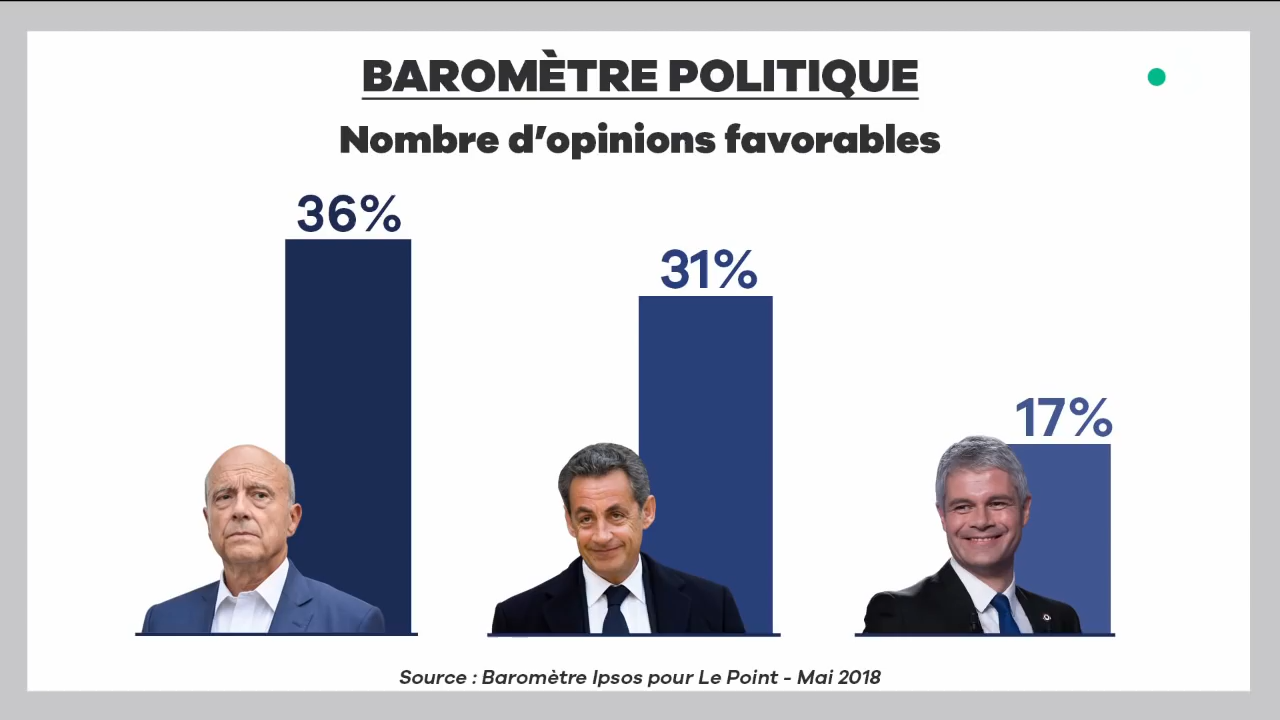 BAROMÈTRE POLITIQUE
Nombre d’opinions favorables
36%
31%
17%
Source : Baromètre Ipsos pour Le Point - Mai 2018